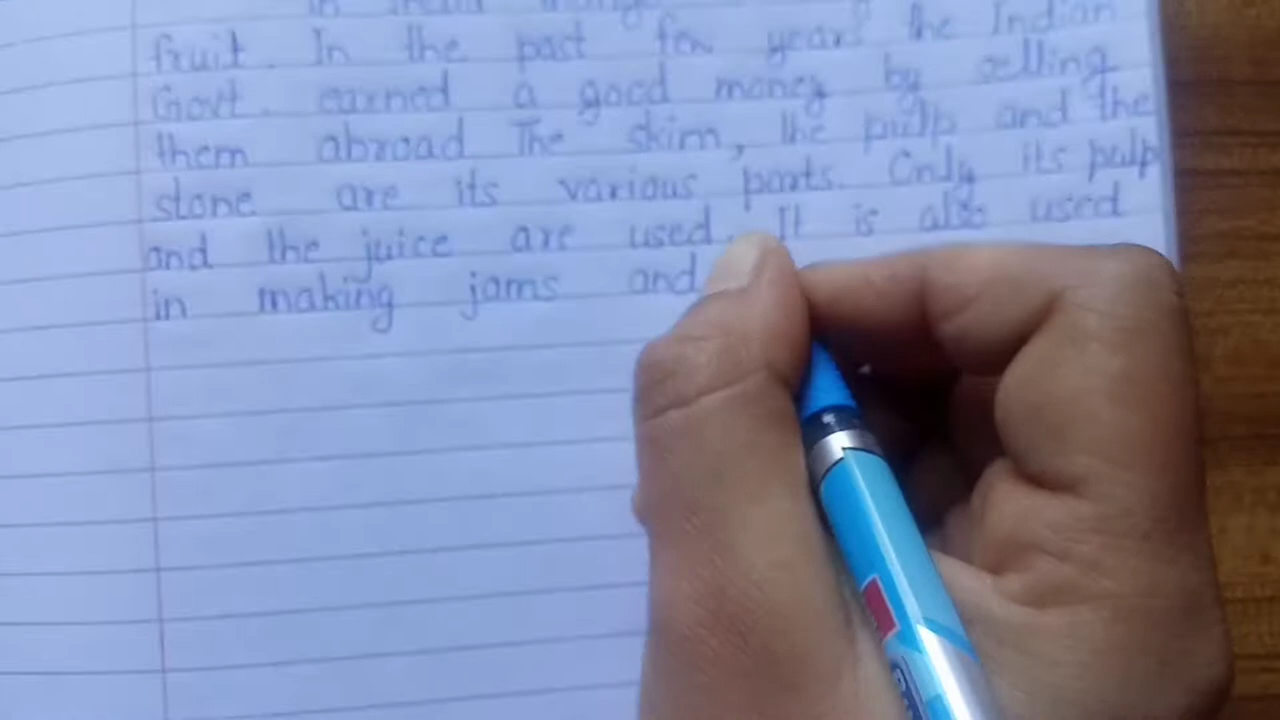 fruit. In the past few years the Indian
Govt. earned a good money by selling
them abroad The skim, the pulp and the
stone are its various parts. Only its pulp
and the juice are used. It is also used
in making jams and